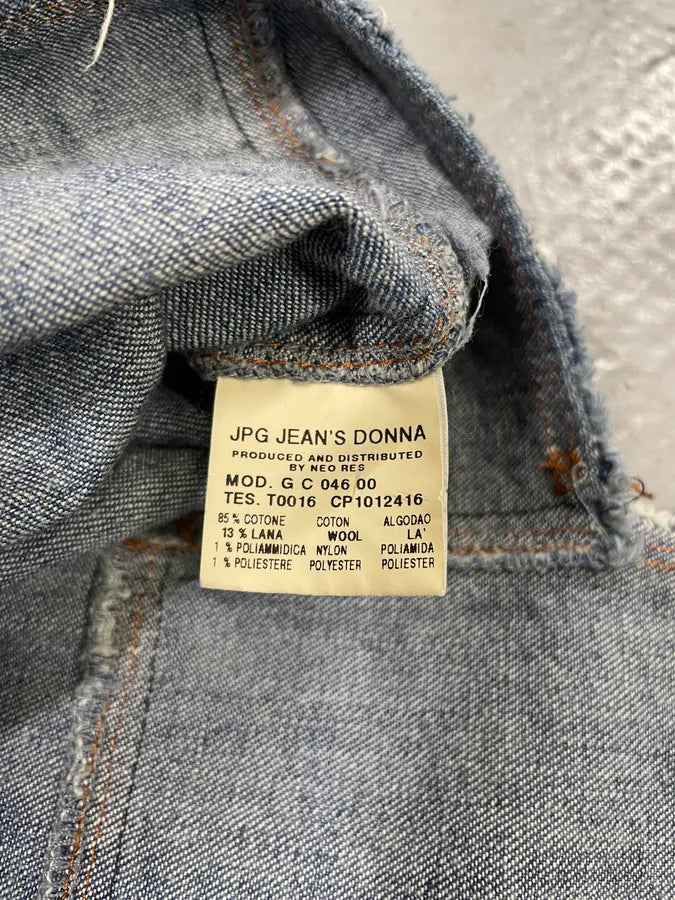 JPG JEAN'S DONNA
PRODUCED AND DISTRIBUTED
BY NEO RES
MOD. G C 046 00
TES. T0016 CP1012416
85 % COTONE COTON ALGODAO
13 % LANA WOOL LA'
1 % POLIAMMIDICA NYLON POLIAMIDA
1 % POLIESTERE POLYESTER POLIESTER